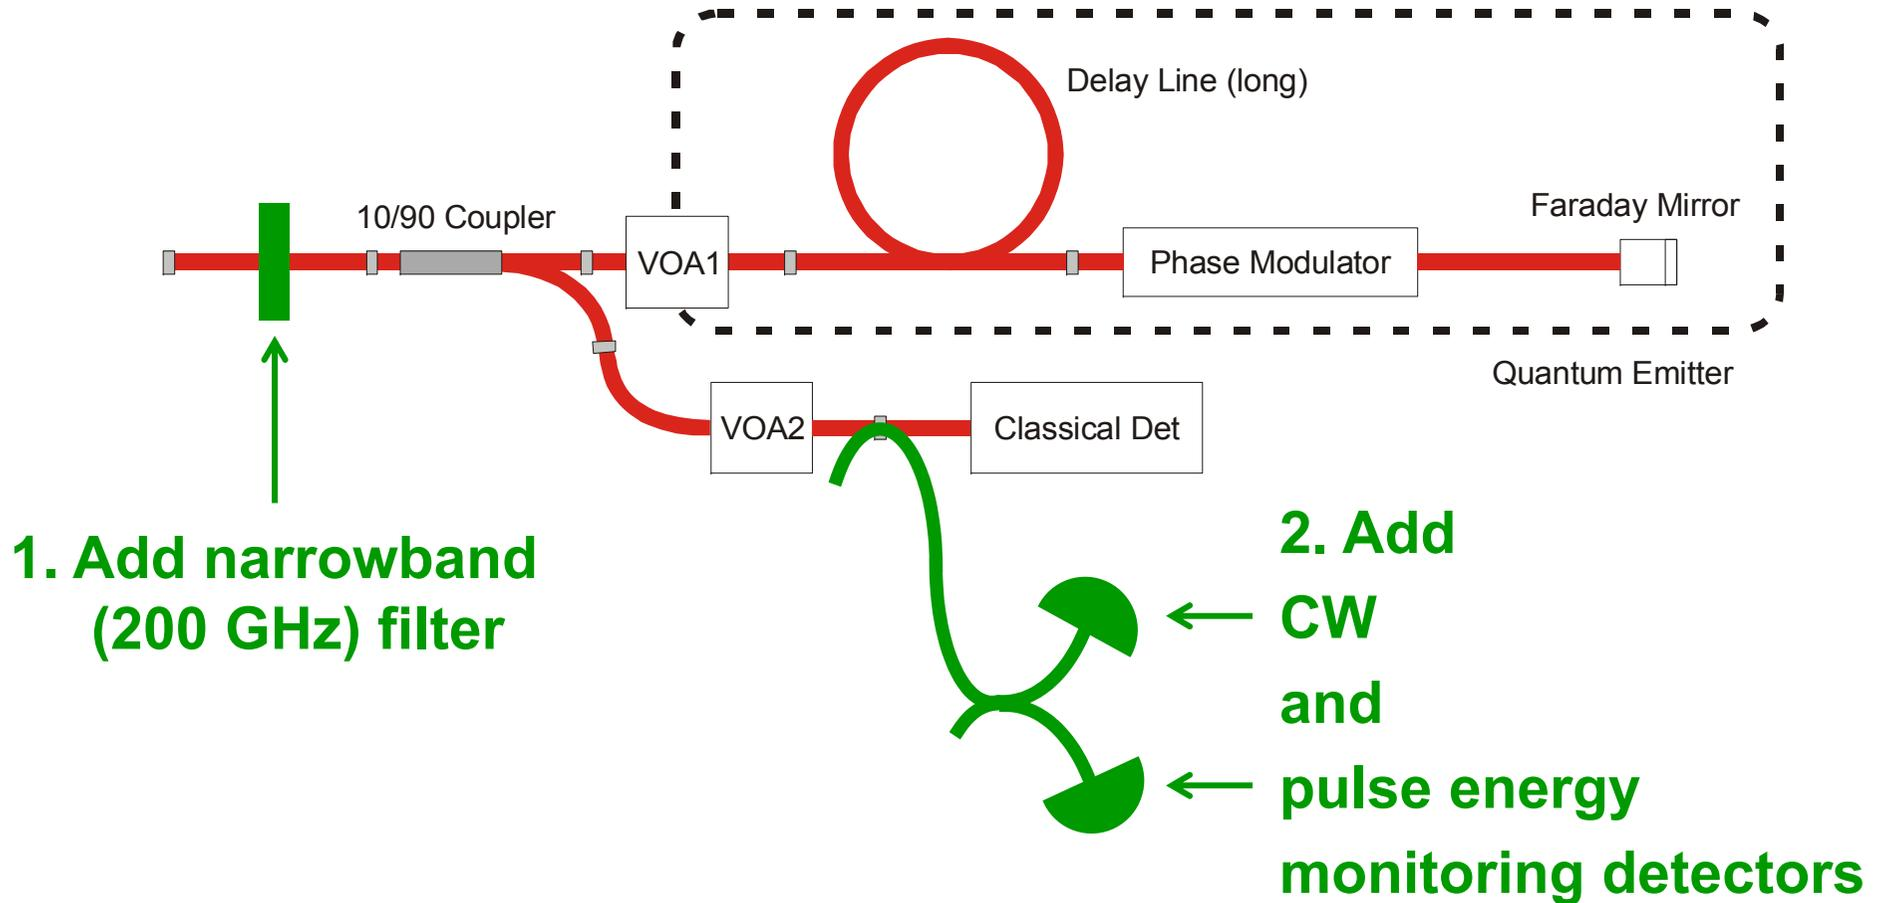 Delay Line (long)
10/90 Coupler
Faraday Mirror
VOA1
Phase Modulator
Quantum Emitter
VOA2
Classical Det
1. Add narrowband
(200 GHz) filter
2. Add
CW
and
pulse energy
monitoring detectors